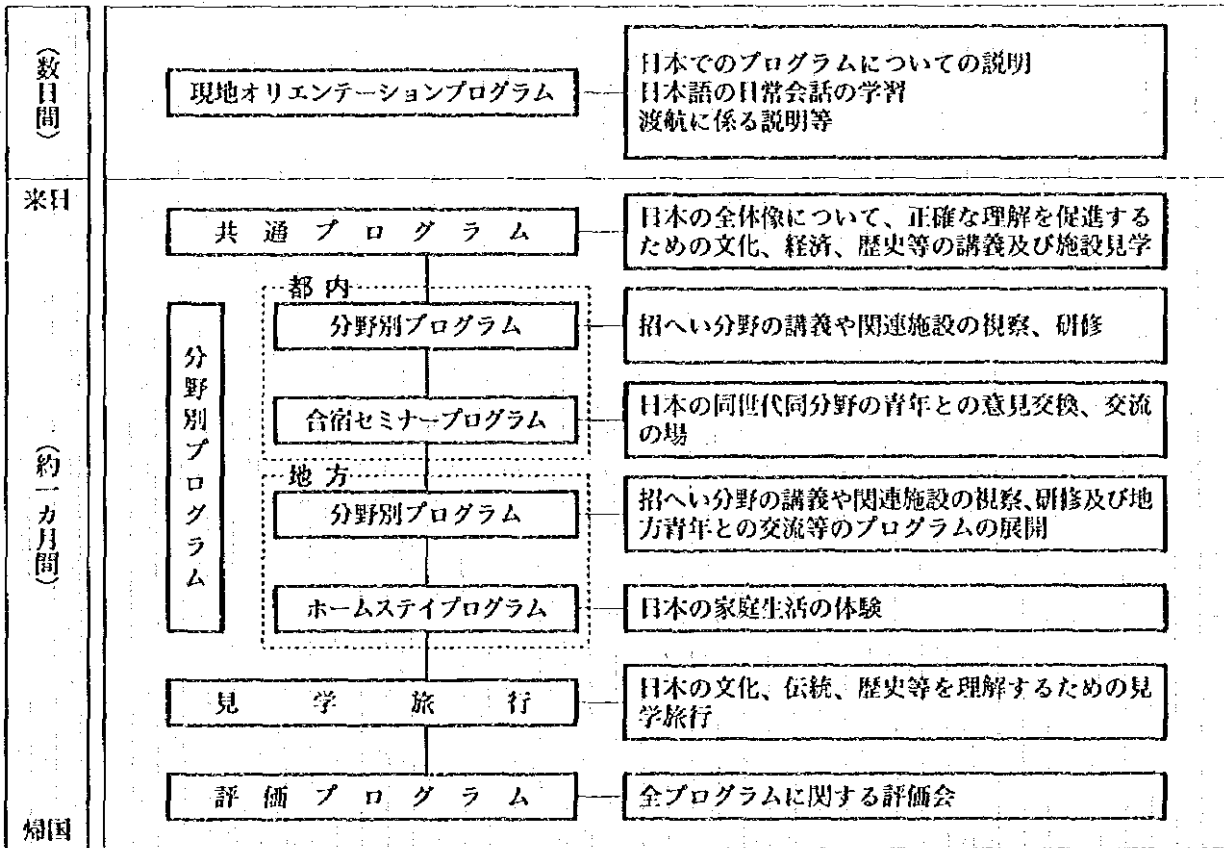 (数日間)
現地オリエンテーションプログラム
日本でのプログラムについての説明
日本語の日常会話の学習
渡航に係る説明等
来日
(約一カ月間)
共通プログラム
日本の全体像について、正確な理解を促進する
ための文化、経済、歴史等の講義及び施設見学
分野別プログラム
都内
分野別プログラム
招へい分野の講義や関連施設の視察、研修
合宿セミナープログラム
日本の同世代同分野の青年との意見交換、交流
の場
地方
分野別プログラム
招へい分野の講義や関連施設の視察、研修及び地
方青年との交流等のプログラムの展開
ホームステイプログラム
日本の家庭生活の体験
見学旅行
日本の文化、伝統、歴史等を理解するための見
学旅行
評価プログラム
全プログラムに関する評価会
帰国